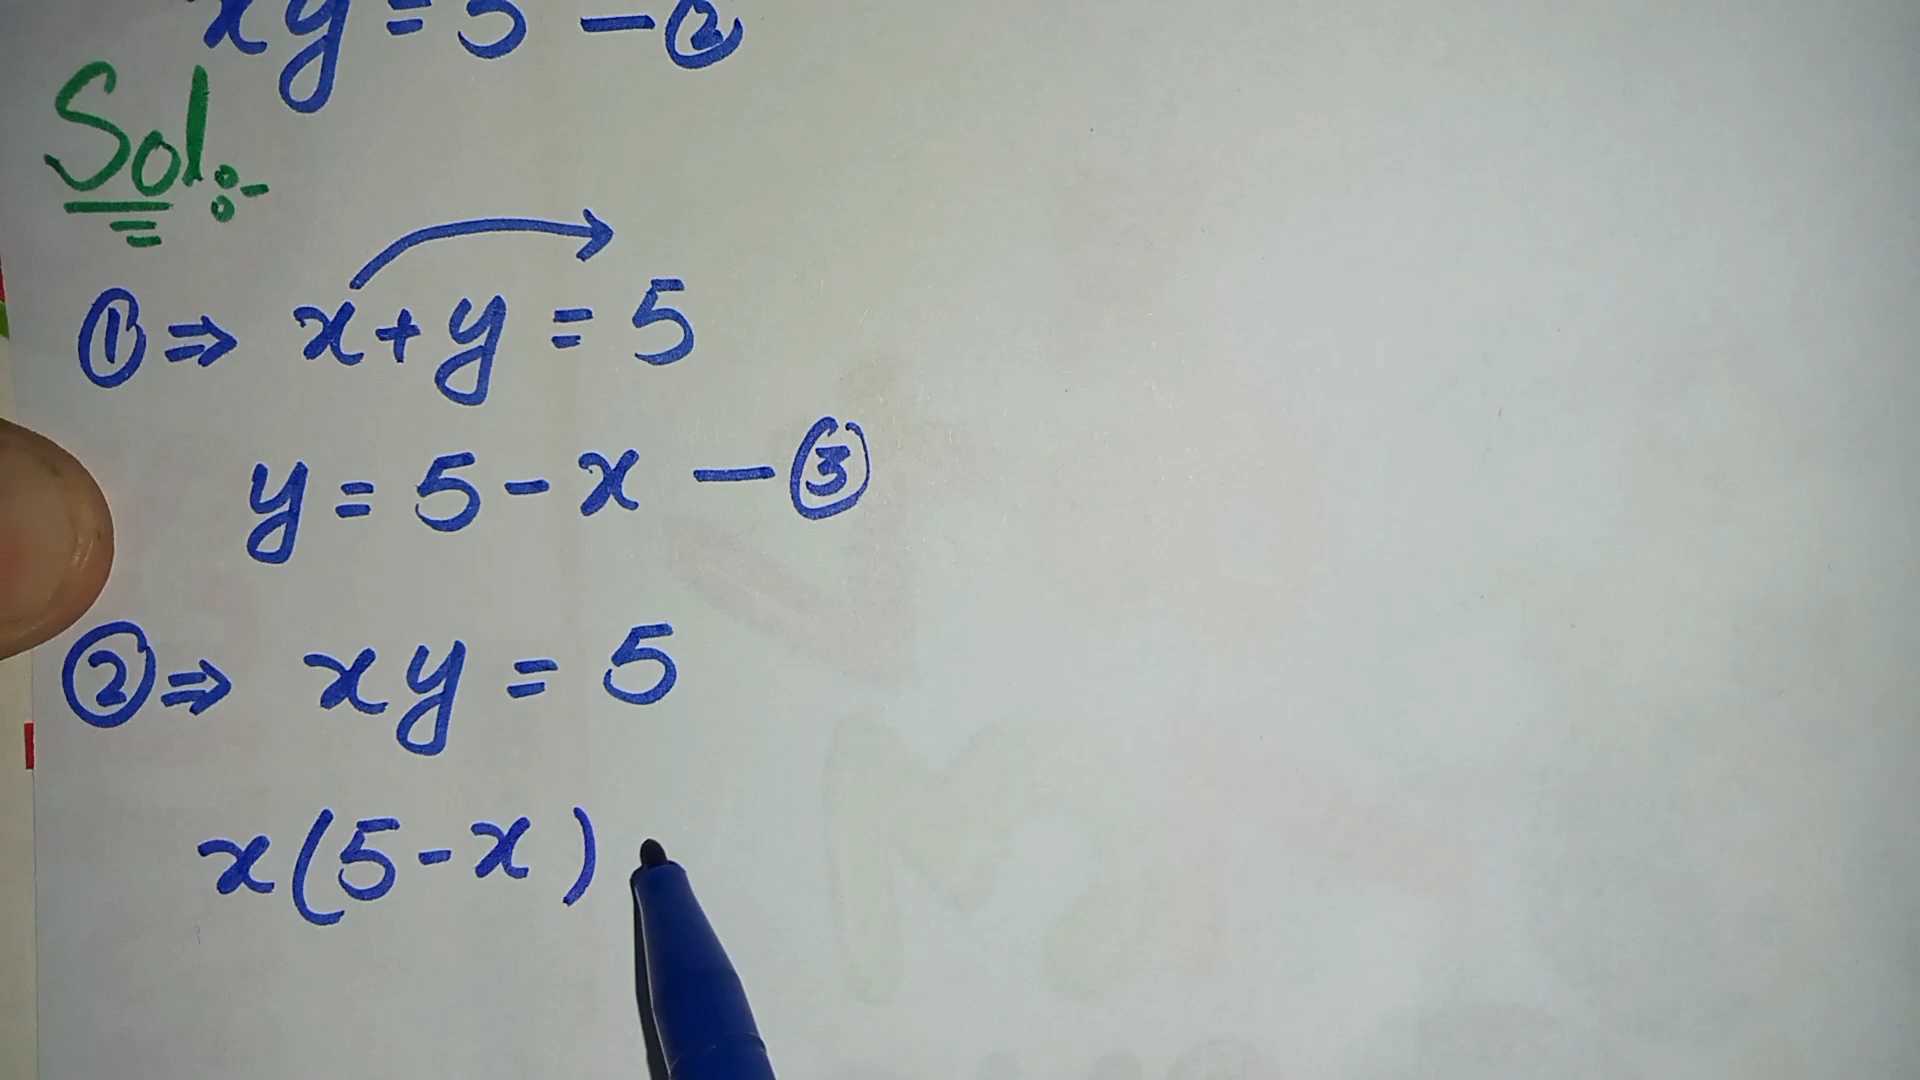 xy = 5 - ②
Sol:-
① ⇒ x + y = 5
y = 5 - x - ③
② ⇒ xy = 5
x(5 - x)